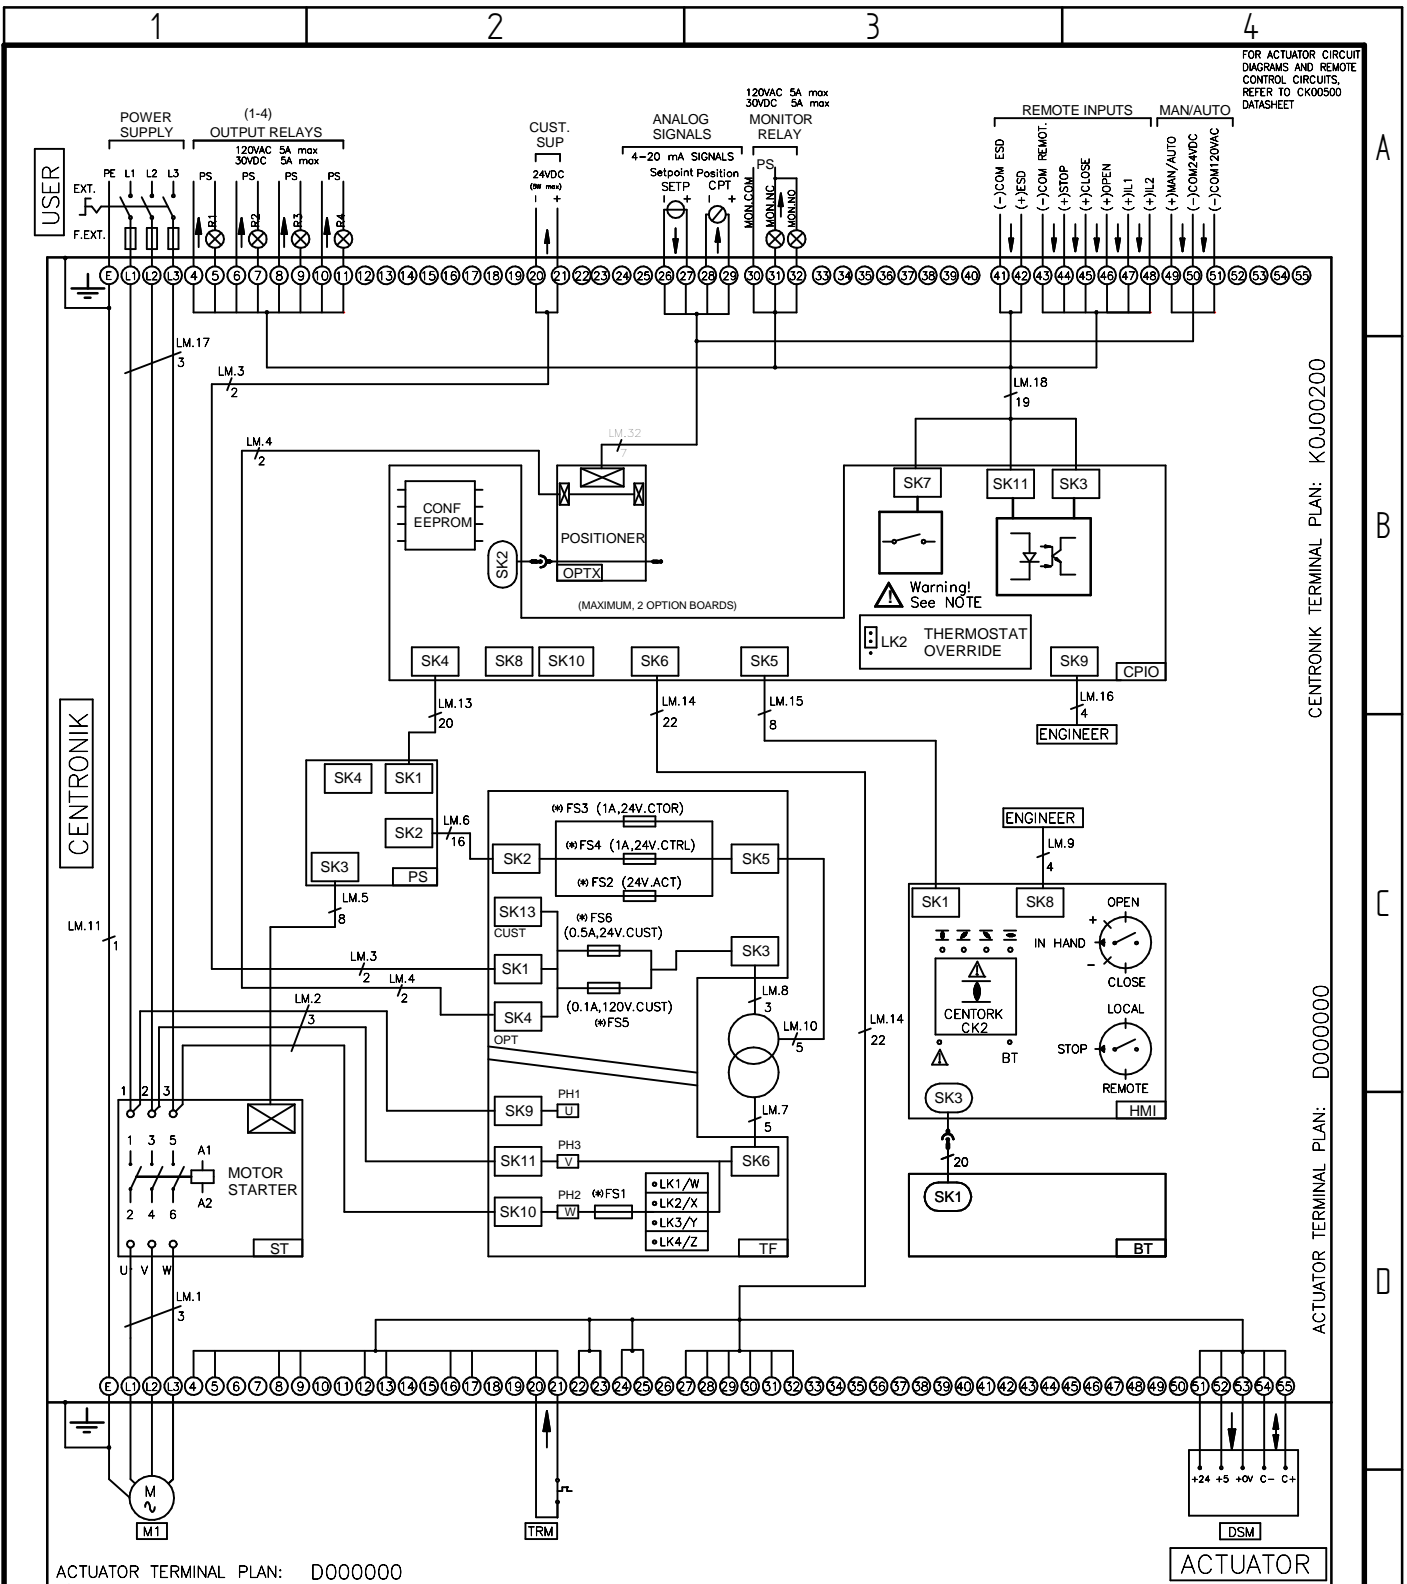 1 2 3 4
FOR ACTUATOR CIRCUIT
DIAGRAMS AND REMOTE
CONTROL CIRCUITS,
REFER TO CK00500
DATASHEET
A
B
C
D
USER
POWER
SUPPLY
PE L1 L2 L3
EXT.
F.EXT.
(1-4)
OUTPUT RELAYS
120VAC 5A max
30VDC 5A max
PS PS PS PS
R1 R2 R3 R4
CUST.
SUP
24VDC
(5W max)
- +
ANALOG
SIGNALS
4-20 mA SIGNALS
Setpoint Position
SETP CPT
- + - +
120VAC 5A max
30VDC 5A max
MONITOR
RELAY
PS
MON.COM
MON.NC
MON.NO
REMOTE INPUTS
(-)COM ESD
(+)ESD
(-)COM REMOT.
(+)STOP
(+)CLOSE
(+)OPEN
(+)IL1
(+)IL2
MAN/AUTO
(+)MAN/AUTO
(-)COM24VDC
(-)COM120VAC
E L1 L2 L3 4 5 6 7 8 9 10 11 12 13 14 15 16 17 18 19 20 21 22 23 24 25 26 27 28 29 30 31 32 33 34 35 36 37 38 39 40 41 42 43 44 45 46 47 48 49 50 51 52 53 54 55
LM.17
3
LM.3
2
LM.4
2
LM.32
7
LM.18
19
CENTRONIK TERMINAL PLAN: K0J00200
CONF
EEPROM
SK2
POSITIONER
OPTX
(MAXIMUM, 2 OPTION BOARDS)
SK7
SK11
SK3
Warning!
See NOTE
LK2
THERMOSTAT
OVERRIDE
SK4
SK8
SK10
SK6
SK5
SK9
CPIO
LM.13
20
LM.14
22
LM.15
8
LM.16
4
ENGINEER
CENTRONIK
SK4
SK1
SK2
SK3
PS
LM.6
16
LM.5
8
LM.11
1
LM.3
2
LM.4
2
LM.2
3
(*) FS3 (1A,24V.CTOR)
(*) FS4 (1A,24V.CTRL)
(*) FS2 (24V.ACT)
SK2
SK5
SK13
CUST
(*) FS6
(0.5A,24V.CUST)
SK1
SK3
SK4
OPT
(0.1A,120V.CUST)
(*)FS5
LM.8
3
LM.10
5
LM.14
22
LM.7
5
SK9
PH1
U
SK11
PH3
V
SK6
SK10
PH2
W
(*)FS1
LK1/W
LK2/X
LK3/Y
LK4/Z
TF
ENGINEER
LM.9
4
SK1
SK8
OPEN
+
IN HAND
-
CLOSE
CENTORK
CK2
BT
LOCAL
STOP
REMOTE
SK3
HMI
20
SK1
BT
ACTUATOR TERMINAL PLAN: D000000
1 2 3
1 3 5
A1
A2
MOTOR
STARTER
2 4 6
ST
U V W
LM.1
3
E L1 L2 L3 4 5 6 7 8 9 10 11 12 13 14 15 16 17 18 19 20 21 22 23 24 25 26 27 28 29 30 31 32 33 34 35 36 37 38 39 40 41 42 43 44 45 46 47 48 49 50 51 52 53 54 55
M
M1
TRM
+24 +5 +0V C- C+
DSM
ACTUATOR
ACTUATOR TERMINAL PLAN: D000000